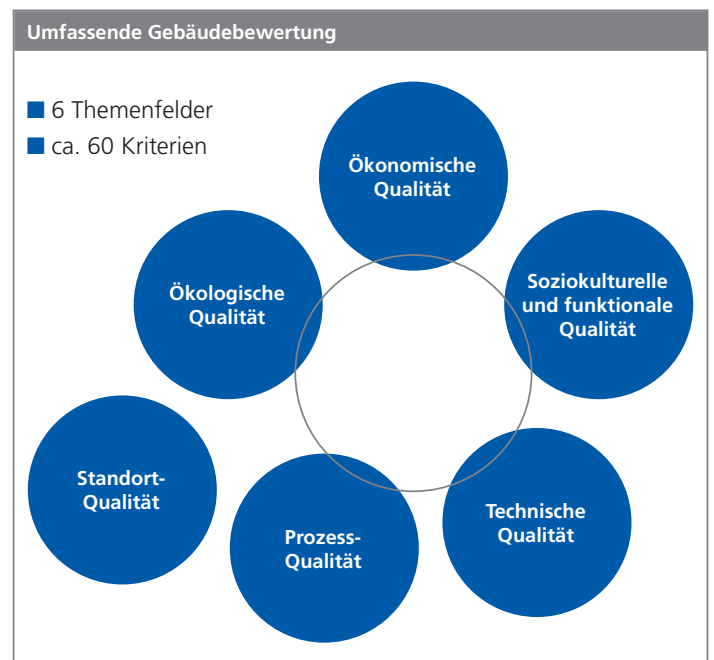 Umfassende Gebäudebewertung
6 Themenfelder
ca. 60 Kriterien
Ökonomische
Qualität
Ökologische
Qualität
Soziokulturelle
und funktionale
Qualität
Standort-
Qualität
Prozess-
Qualität
Technische
Qualität